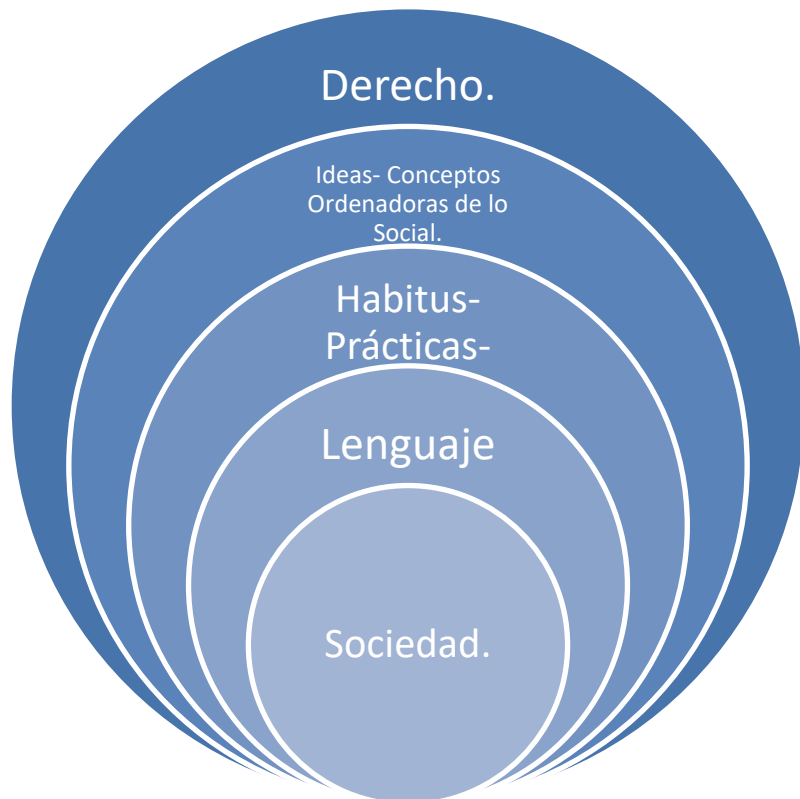 Derecho.
Ideas- Conceptos
Ordenadoras de lo
Social.
Habitus-
Prácticas-
Lenguaje
Sociedad.